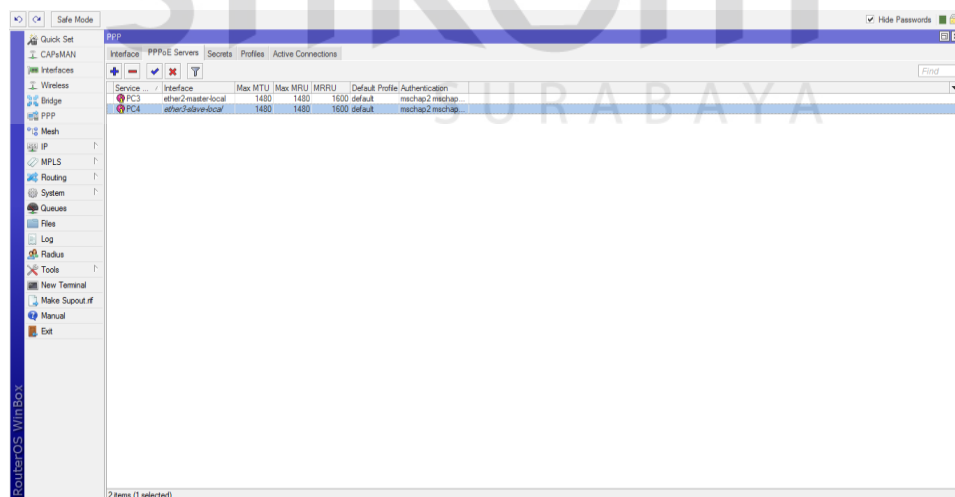 Safe Mode
Hide Passwords
Quick Set
CAPsMAN
Interfaces
Wireless
Bridge
PPP
Mesh
IP
MPLS
Routing
System
Queues
Files
Log
Radius
Tools
New Terminal
Make Supout.rif
Manual
Exit
RouterOS WinBox
PPP
Interface PPPoE Servers Secrets Profiles Active Connections
Find
Service ... / Interface Max MTU Max MRU MRRU Default Profile Authentication
PC3 ether2-master-local 1480 1480 1600 default mschap2 mschap...
PC4 ether3-slave-local 1480 1480 1600 default mschap2 mschap...
SURABAYA
2 items (1 selected)